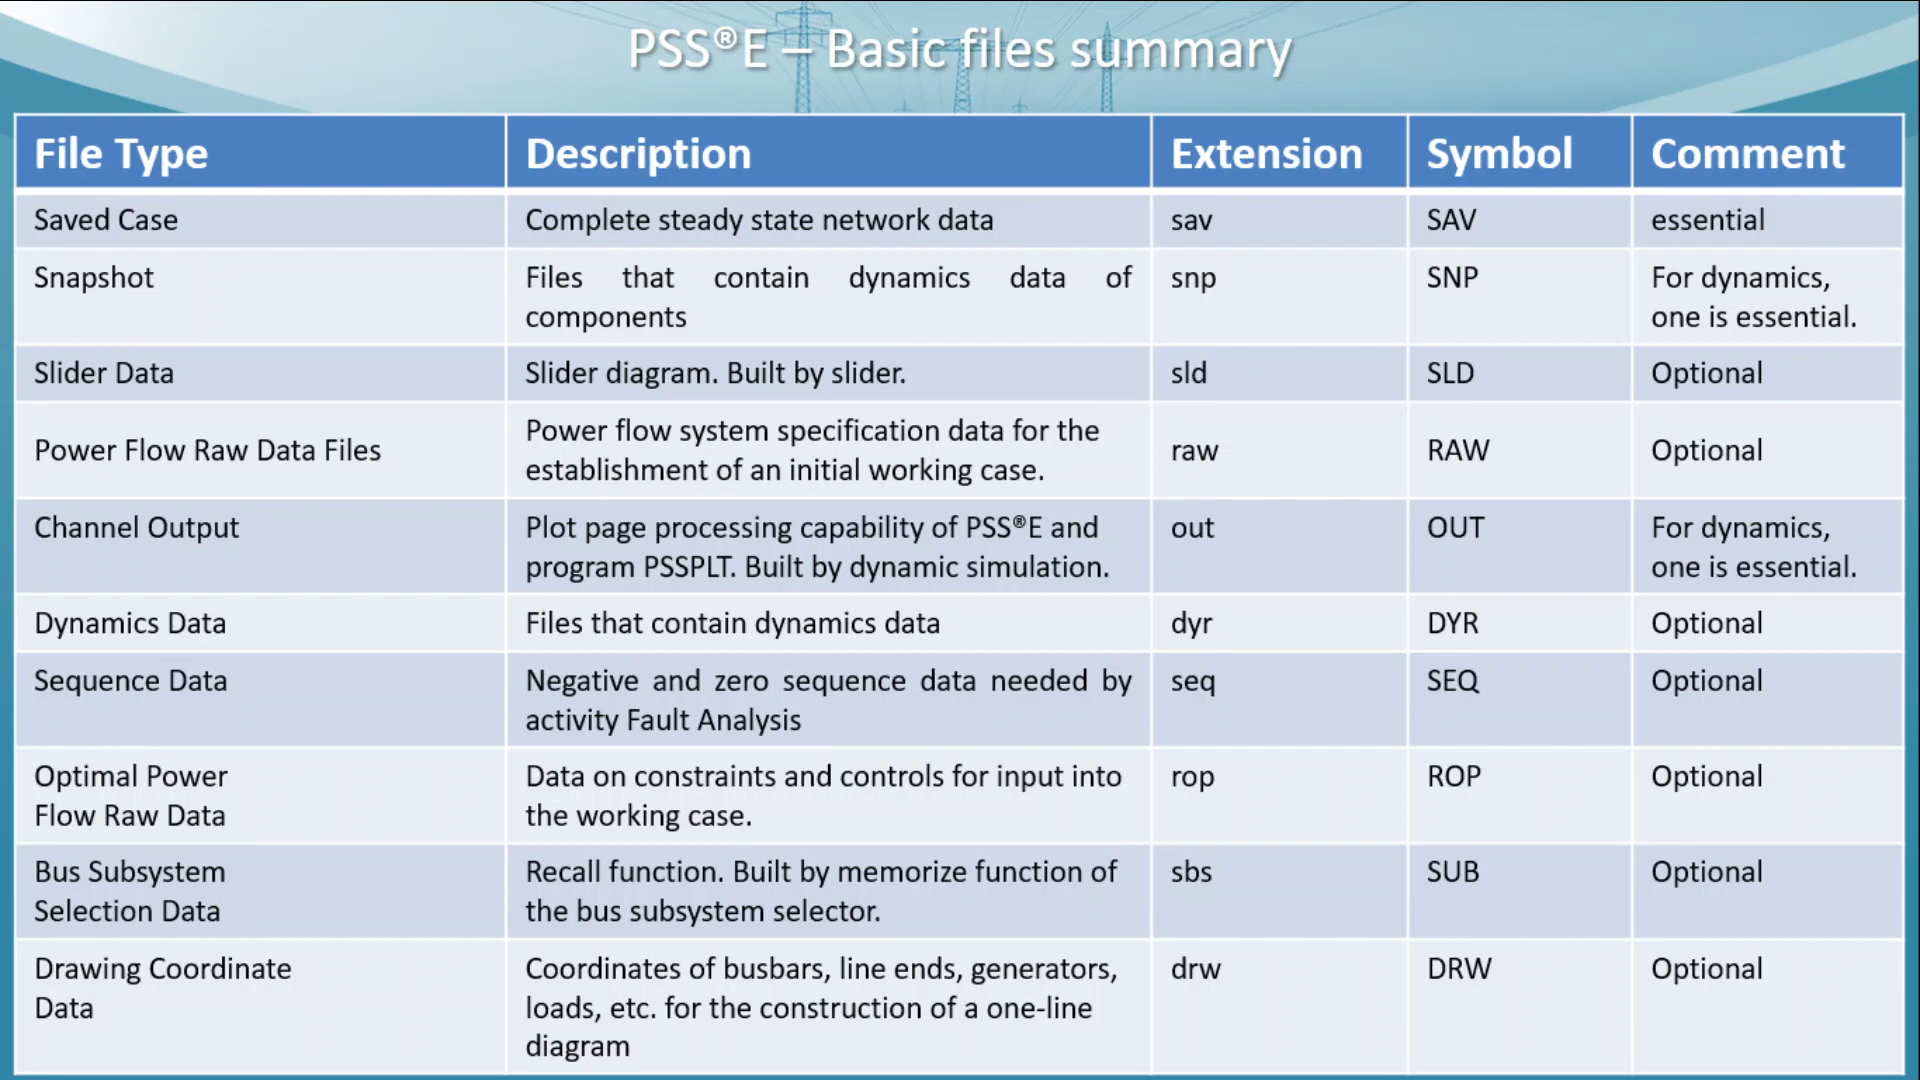 PSS®E – Basic files summary
File Type Description Extension Symbol Comment
Saved Case Complete steady state network data sav SAV essential
Snapshot Files that contain dynamics data of snp SNP For dynamics,
components one is essential.
Slider Data Slider diagram. Built by slider. sld SLD Optional
Power flow system specification data for the
Power Flow Raw Data Files raw RAW Optional
establishment of an initial working case.
Channel Output Plot page processing capability of PSS®E and out OUT For dynamics,
program PSSPLT. Built by dynamic simulation. one is essential.
Dynamics Data Files that contain dynamics data dyr DYR Optional
Sequence Data Negative and zero sequence data needed by seq SEQ Optional
activity Fault Analysis
Optimal Power Data on constraints and controls for input into rop ROP Optional
Flow Raw Data the working case.
Bus Subsystem Recall function. Built by memorize function of sbs SUB Optional
Selection Data the bus subsystem selector.
Drawing Coordinate Coordinates of busbars, line ends, generators, drw DRW Optional
Data loads, etc. for the construction of a one-line
diagram